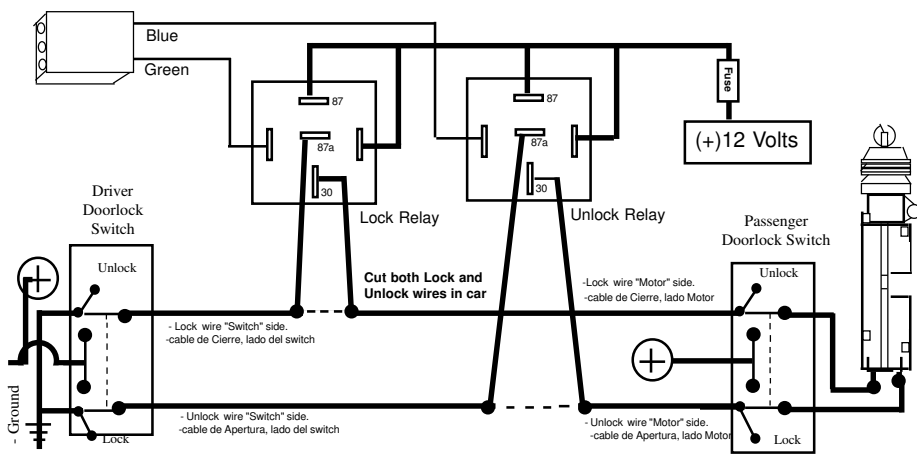 Blue
Green
Fuse
(+)12 Volts
87
87a
30
Lock Relay
87
87a
30
Unlock Relay
Driver
Doorlock
Switch
Passenger
Doorlock Switch
Unlock
Cut both Lock and
Unlock wires in car
-Lock wire "Motor" side.
-cable de Cierre, lado Motor
Unlock
- Lock wire "Switch" side.
-cable de Cierre, lado del switch
- Ground
Lock
- Unlock wire "Switch" side.
-cable de Apertura, lado del switch
- Unlock wire "Motor" side.
-cable de Apertura, lado Motor
Lock